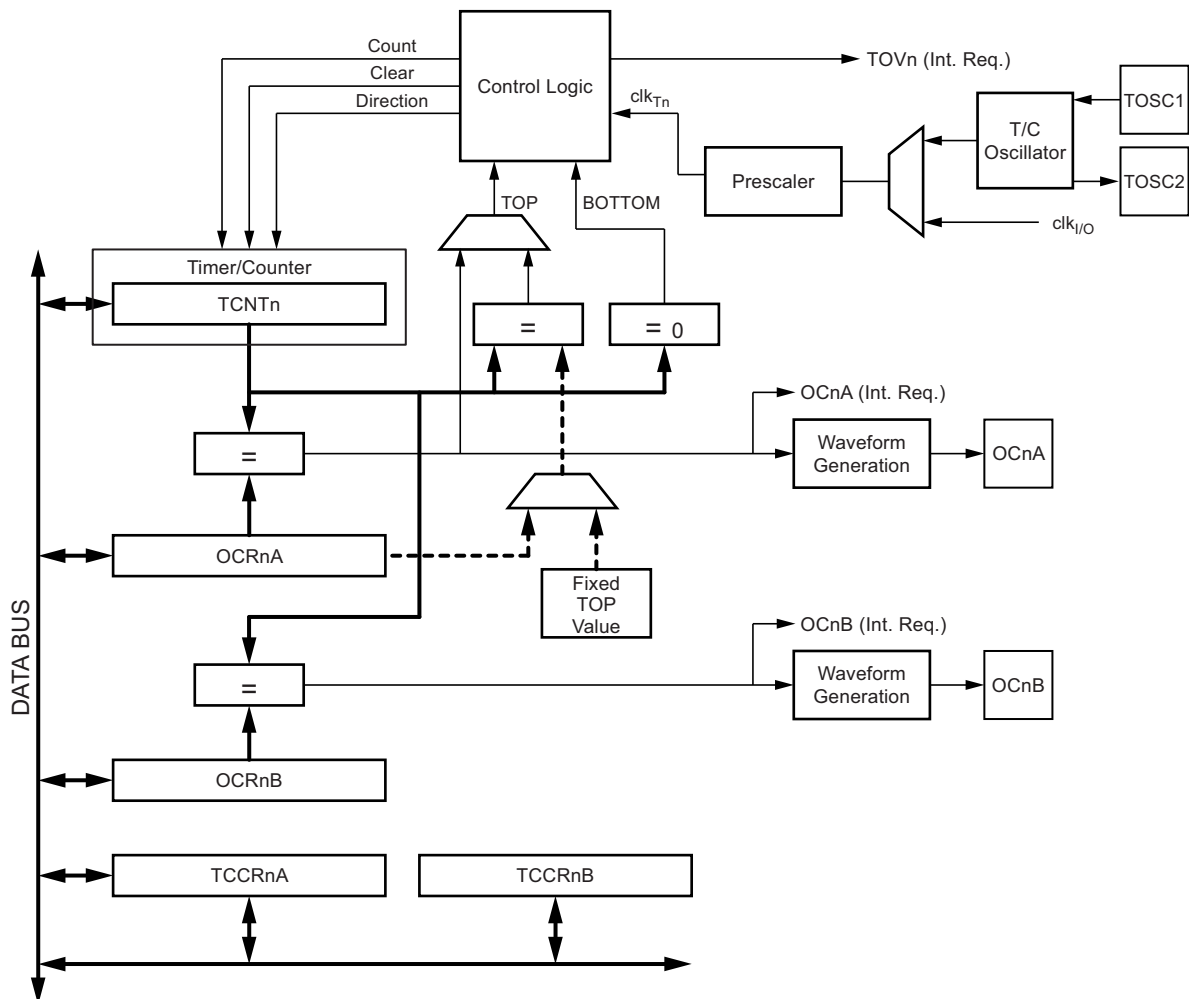 Count
Clear
Direction
Control Logic
TOVn (Int. Req.)
clkTn
TOSC1
T/C
Oscillator
TOSC2
Prescaler
clkI/O
TOP
BOTTOM
Timer/Counter
TCNTn
=
= 0
OCnA (Int. Req.)
=
Waveform
Generation
OCnA
OCRnA
Fixed
TOP
Value
DATA BUS
OCnB (Int. Req.)
=
Waveform
Generation
OCnB
OCRnB
TCCRnA
TCCRnB